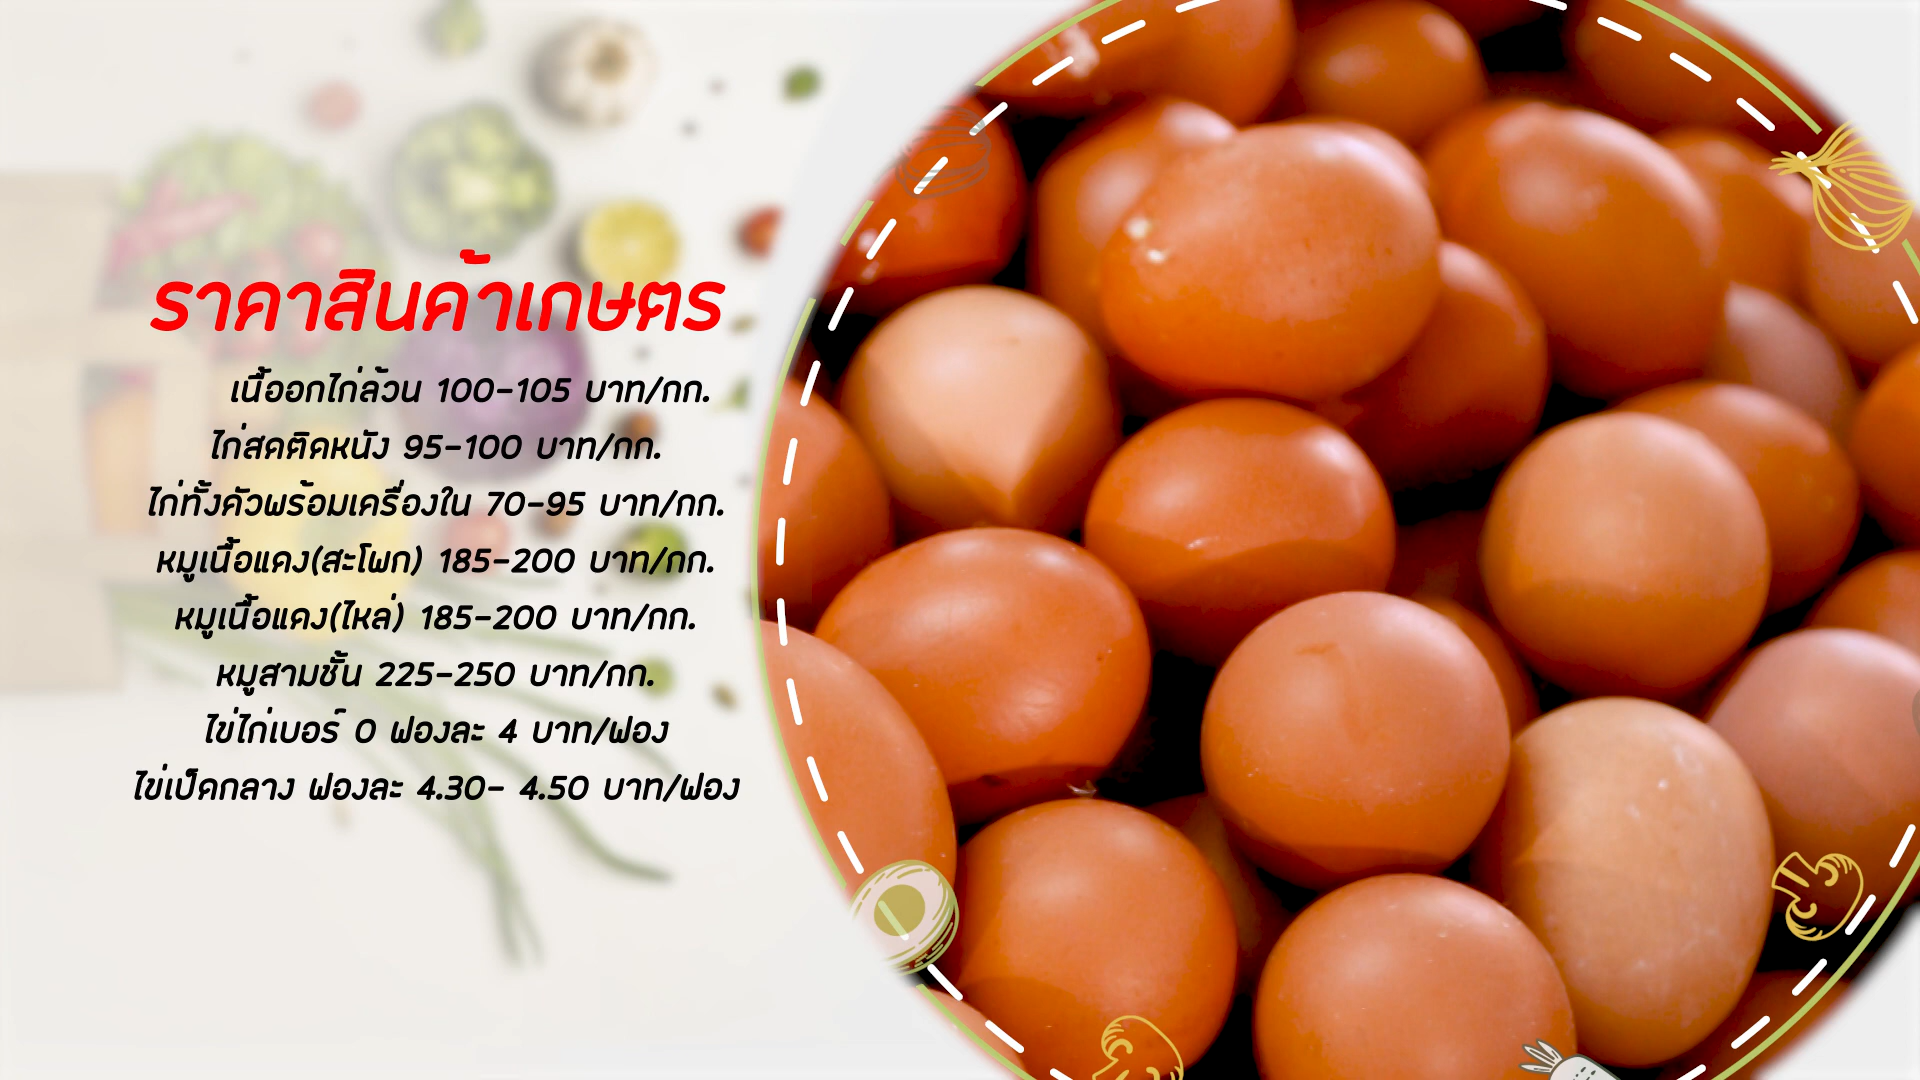 ราคาสินค้าเกษตร
เนื้ออกไก่ล้วน 100-105 บาท/กก.
ไก่สดติดหนัง 95-100 บาท/กก.
ไก่ทั้งตัวพร้อมเครื่องใน 70-95 บาท/กก.
หมูเนื้อแดง(สะโพก) 185-200 บาท/กก.
หมูเนื้อแดง(ไหล่) 185-200 บาท/กก.
หมูสามชั้น 225-250 บาท/กก.
ไข่ไก่เบอร์ 0 ฟองละ 4 บาท/ฟอง
ไข่เป็ดกลาง ฟองละ 4.30- 4.50 บาท/ฟอง